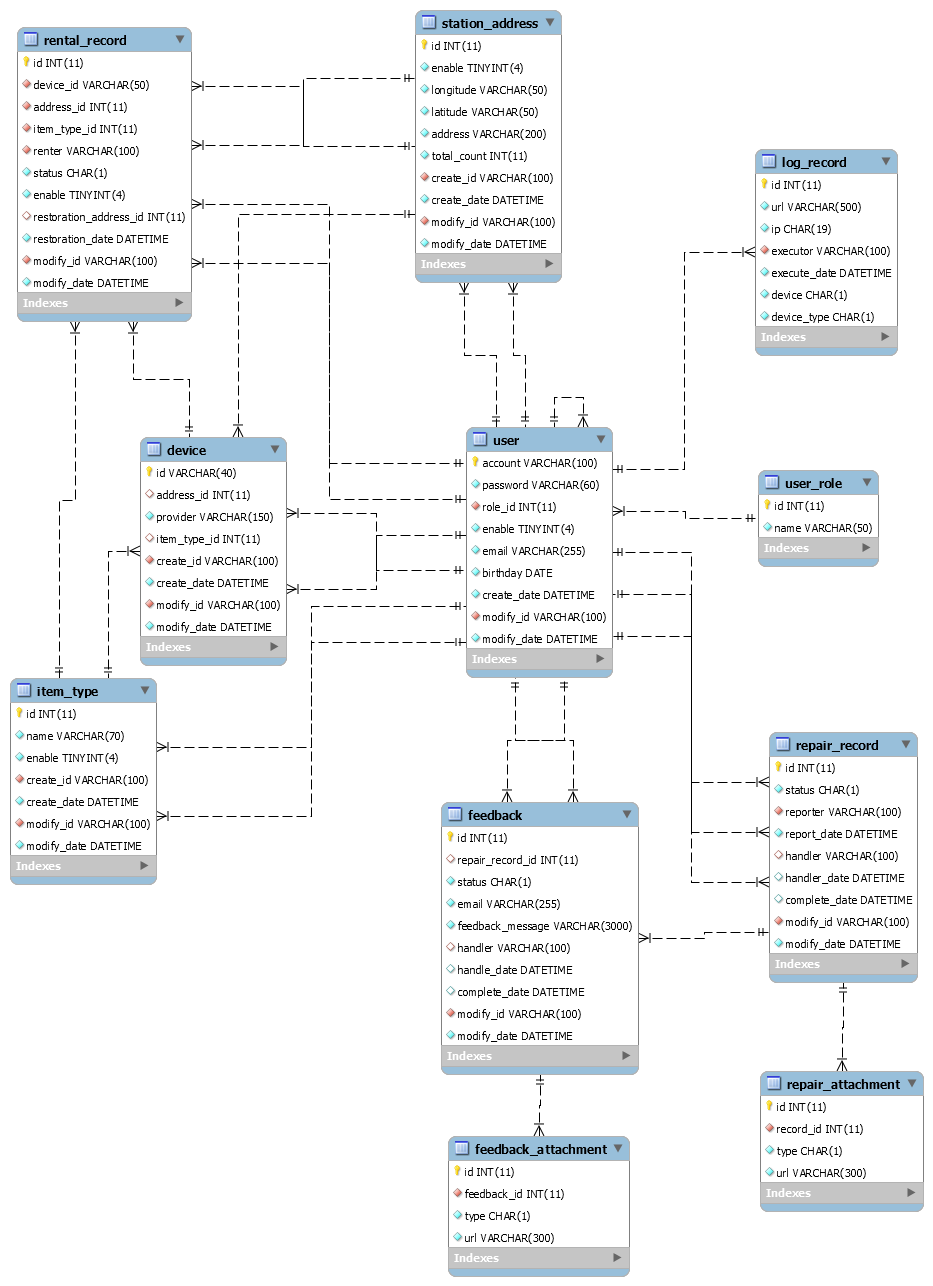 rental_record
id INT(11)
device_id VARCHAR(50)
address_id INT(11)
item_type_id INT(11)
renter VARCHAR(100)
status CHAR(1)
enable TINYINT(4)
restoration_address_id INT(11)
restoration_date DATETIME
modify_id VARCHAR(100)
modify_date DATETIME
Indexes
station_address
id INT(11)
enable TINYINT(4)
longitude VARCHAR(50)
latitude VARCHAR(50)
address VARCHAR(200)
total_count INT(11)
create_id VARCHAR(100)
create_date DATETIME
modify_id VARCHAR(100)
modify_date DATETIME
Indexes
log_record
id INT(11)
url VARCHAR(500)
ip CHAR(19)
executor VARCHAR(100)
execute_date DATETIME
device CHAR(1)
device_type CHAR(1)
Indexes
device
id VARCHAR(40)
address_id INT(11)
provider VARCHAR(150)
item_type_id INT(11)
create_id VARCHAR(100)
create_date DATETIME
modify_id VARCHAR(100)
modify_date DATETIME
Indexes
user
account VARCHAR(100)
password VARCHAR(60)
role_id INT(11)
enable TINYINT(4)
email VARCHAR(255)
birthday DATE
create_date DATETIME
modify_id VARCHAR(100)
modify_date DATETIME
Indexes
user_role
id INT(11)
name VARCHAR(50)
Indexes
item_type
id INT(11)
name VARCHAR(70)
enable TINYINT(4)
create_id VARCHAR(100)
create_date DATETIME
modify_id VARCHAR(100)
modify_date DATETIME
Indexes
repair_record
id INT(11)
status CHAR(1)
reporter VARCHAR(100)
report_date DATETIME
handler VARCHAR(100)
handler_date DATETIME
complete_date DATETIME
modify_id VARCHAR(100)
modify_date DATETIME
Indexes
feedback
id INT(11)
repair_record_id INT(11)
status CHAR(1)
email VARCHAR(255)
feedback_message VARCHAR(3000)
handler VARCHAR(100)
handle_date DATETIME
complete_date DATETIME
modify_id VARCHAR(100)
modify_date DATETIME
Indexes
repair_attachment
id INT(11)
record_id INT(11)
type CHAR(1)
url VARCHAR(300)
Indexes
feedback_attachment
id INT(11)
feedback_id INT(11)
type CHAR(1)
url VARCHAR(300)
Indexes